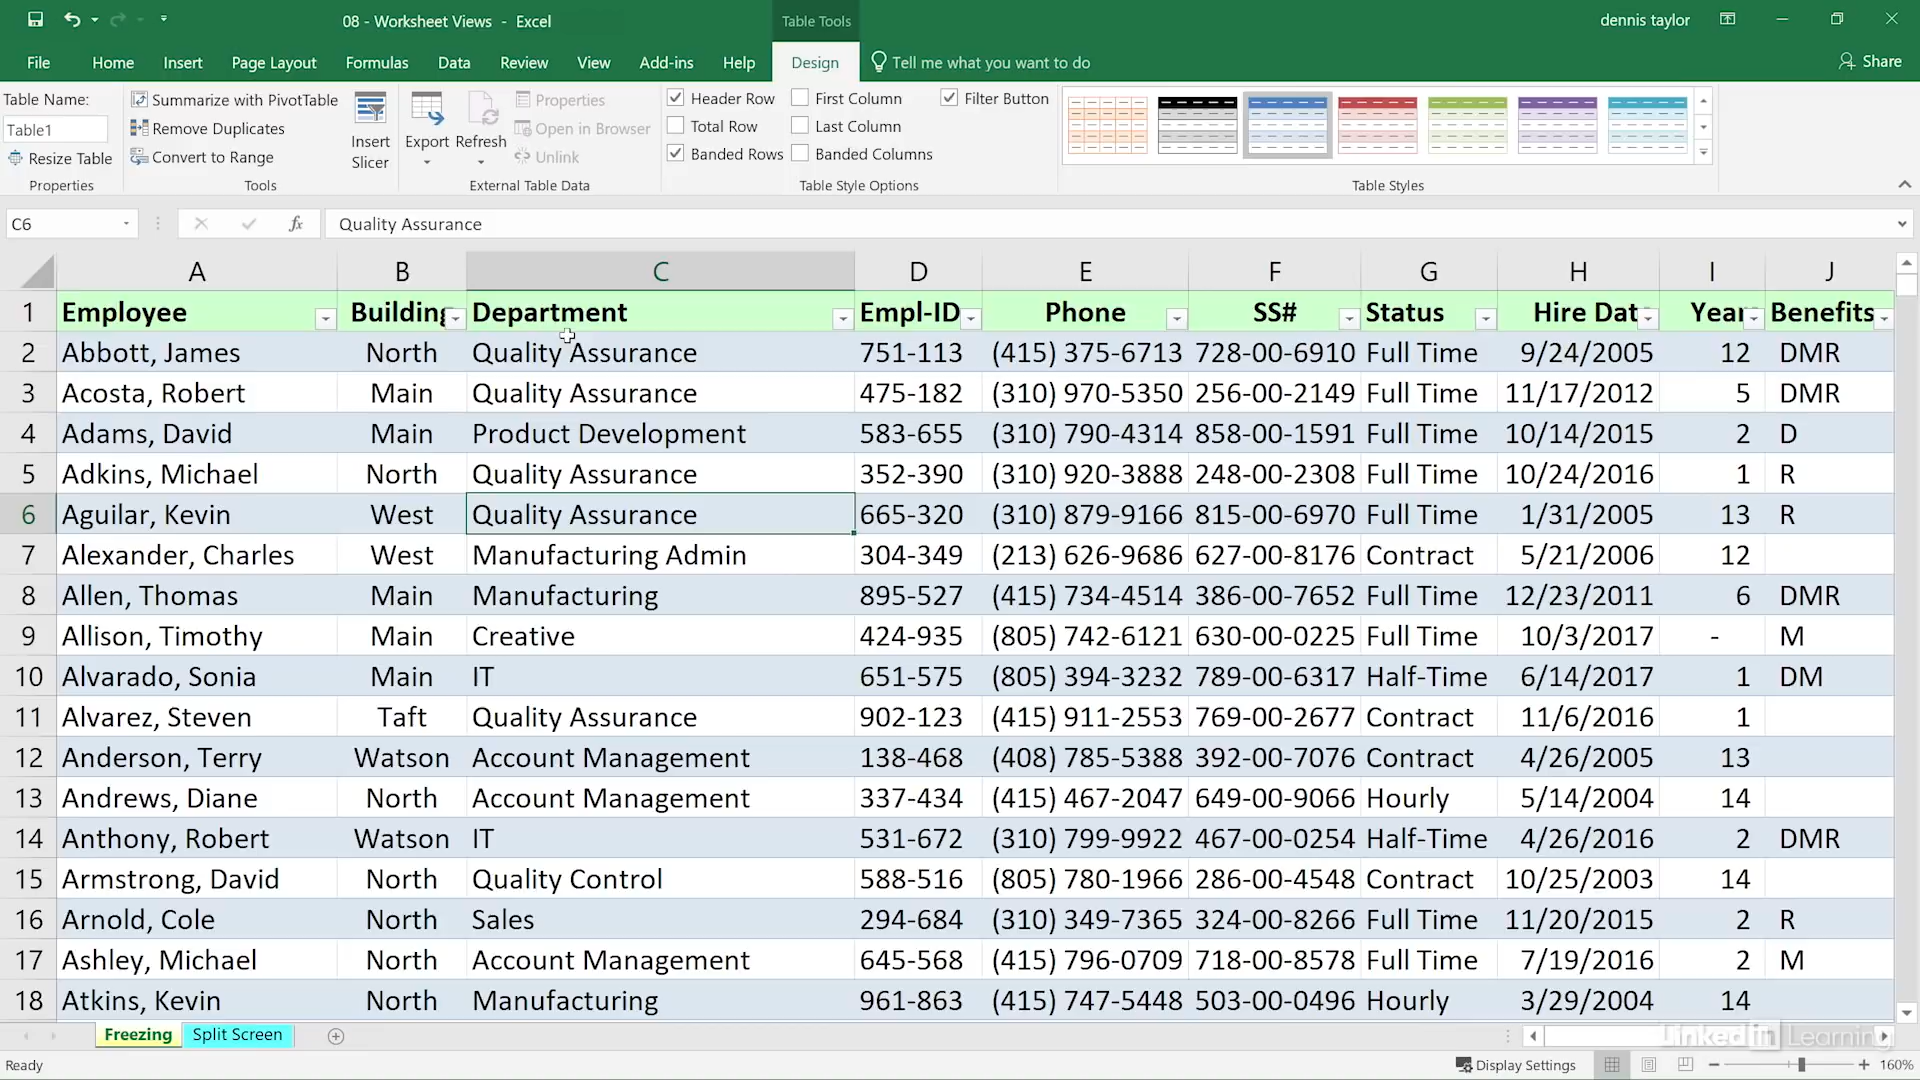 08 - Worksheet Views - Excel
Table Tools
dennis taylor
File Home Insert Page Layout Formulas Data Review View Add-ins Help Design Tell me what you want to do Share
Table Name:
Table1
Resize Table
Properties
Summarize with PivotTable
Remove Duplicates
Convert to Range
Tools
Insert
Slicer
Export
Refresh
Properties
Open in Browser
Unlink
External Table Data
Header Row
Total Row
Banded Rows
First Column
Last Column
Banded Columns
Filter Button
Table Style Options
Table Styles
C6 fx Quality Assurance
A B C D E F G H I J
1 Employee Building Department Empl-ID Phone SS# Status Hire Dat Year Benefits
2 Abbott, James North Quality Assurance 751-113 (415) 375-6713 728-00-6910 Full Time 9/24/2005 12 DMR
3 Acosta, Robert Main Quality Assurance 475-182 (310) 970-5350 256-00-2149 Full Time 11/17/2012 5 DMR
4 Adams, David Main Product Development 583-655 (310) 790-4314 858-00-1591 Full Time 10/14/2015 2 D
5 Adkins, Michael North Quality Assurance 352-390 (310) 920-3888 248-00-2308 Full Time 10/24/2016 1 R
6 Aguilar, Kevin West Quality Assurance 665-320 (310) 879-9166 815-00-6970 Full Time 1/31/2005 13 R
7 Alexander, Charles West Manufacturing Admin 304-349 (213) 626-9686 627-00-8176 Contract 5/21/2006 12
8 Allen, Thomas Main Manufacturing 895-527 (415) 734-4514 386-00-7652 Full Time 12/23/2011 6 DMR
9 Allison, Timothy Main Creative 424-935 (805) 742-6121 630-00-0225 Full Time 10/3/2017 - M
10 Alvarado, Sonia Main IT 651-575 (805) 394-3232 789-00-6317 Half-Time 6/14/2017 1 DM
11 Alvarez, Steven Taft Quality Assurance 902-123 (415) 911-2553 769-00-2677 Contract 11/6/2016 1
12 Anderson, Terry Watson Account Management 138-468 (408) 785-5388 392-00-7076 Contract 4/26/2005 13
13 Andrews, Diane North Account Management 337-434 (415) 467-2047 649-00-9066 Hourly 5/14/2004 14
14 Anthony, Robert Watson IT 531-672 (310) 799-9922 467-00-0254 Half-Time 4/26/2016 2 DMR
15 Armstrong, David North Quality Control 588-516 (805) 780-1966 286-00-4548 Contract 10/25/2003 14
16 Arnold, Cole North Sales 294-684 (310) 349-7365 324-00-8266 Full Time 11/20/2015 2 R
17 Ashley, Michael North Account Management 645-568 (415) 796-0709 718-00-8578 Full Time 7/19/2016 2 M
18 Atkins, Kevin North Manufacturing 961-863 (415) 747-5448 503-00-0496 Hourly 3/29/2004 14
Freezing Split Screen
Linked in Learning
Ready Display Settings 160%